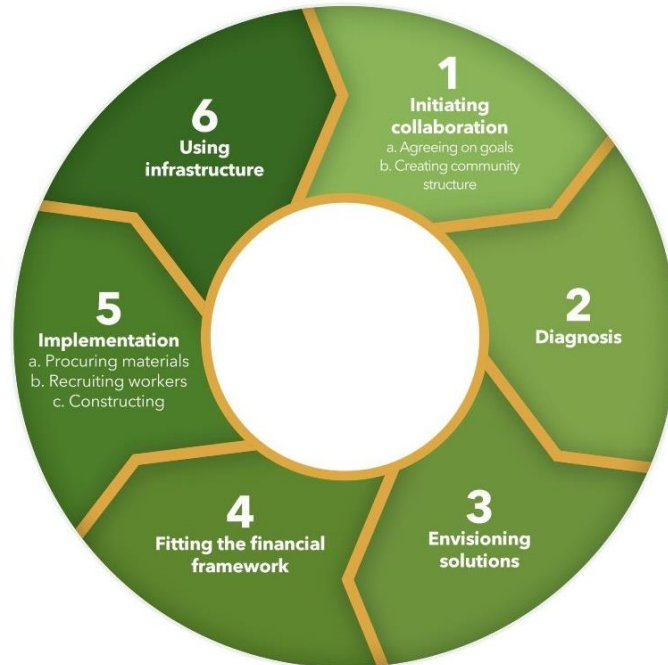 1
Initiating
collaboration
a. Agreeing on goals
b. Creating community
structure
2
Diagnosis
3
Envisioning
solutions
4
Fitting the financial
framework
5
Implementation
a. Procuring materials
b. Recruiting workers
c. Constructing
6
Using
infrastructure